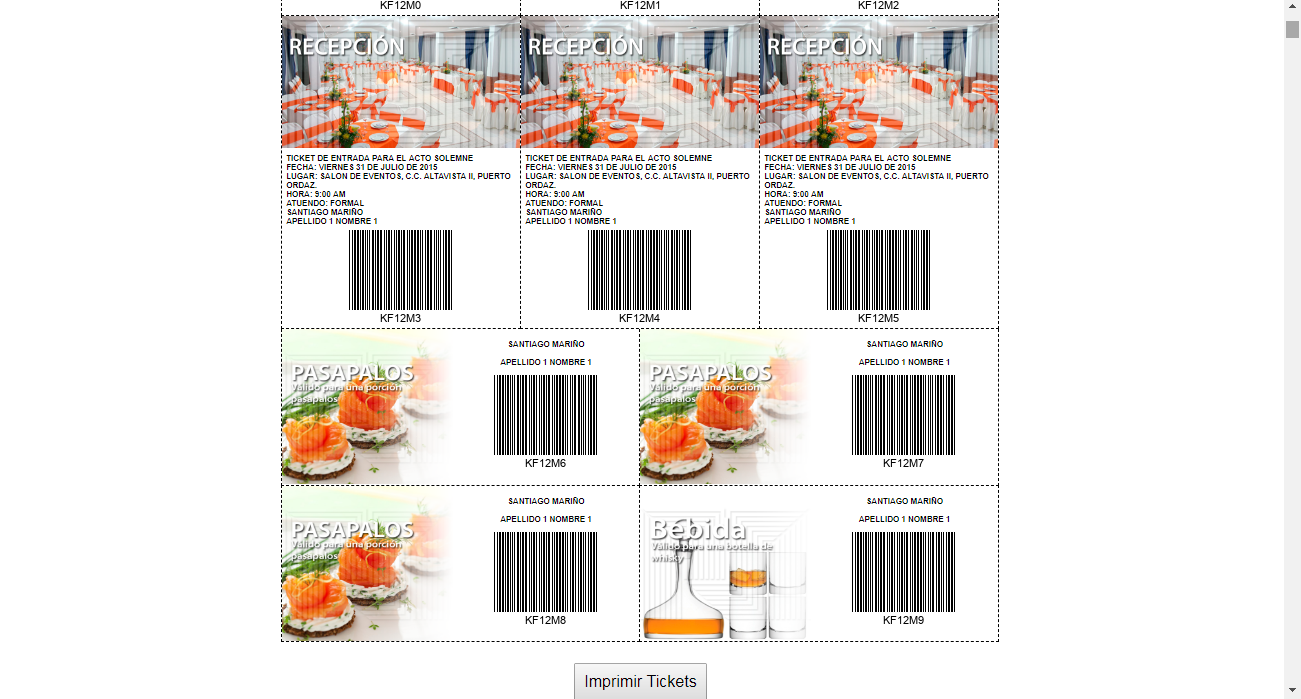 KF12M0 KF12M1 KF12M2
RECEPCIÓN RECEPCIÓN RECEPCIÓN
TICKET DE ENTRADA PARA EL ACTO SOLEMNE
FECHA: VIERNES 31 DE JULIO DE 2015
LUGAR: SALON DE EVENTOS, C.C. ALTAVISTA II, PUERTO
ORDAZ.
HORA: 9:00 AM
ATUENDO: FORMAL
SANTIAGO MARIÑO
APELLIDO 1 NOMBRE 1
KF12M3
TICKET DE ENTRADA PARA EL ACTO SOLEMNE
FECHA: VIERNES 31 DE JULIO DE 2015
LUGAR: SALON DE EVENTOS, C.C. ALTAVISTA II, PUERTO
ORDAZ.
HORA: 9:00 AM
ATUENDO: FORMAL
SANTIAGO MARIÑO
APELLIDO 1 NOMBRE 1
KF12M4
TICKET DE ENTRADA PARA EL ACTO SOLEMNE
FECHA: VIERNES 31 DE JULIO DE 2015
LUGAR: SALON DE EVENTOS, C.C. ALTAVISTA II, PUERTO
ORDAZ.
HORA: 9:00 AM
ATUENDO: FORMAL
SANTIAGO MARIÑO
APELLIDO 1 NOMBRE 1
KF12M5
PASAPALOS
Válido para una porción
pasapalos
SANTIAGO MARIÑO
APELLIDO 1 NOMBRE 1
KF12M6
PASAPALOS
Válido para una porción
pasapalos
SANTIAGO MARIÑO
APELLIDO 1 NOMBRE 1
KF12M7
PASAPALOS
Válido para una porción
pasapalos
SANTIAGO MARIÑO
APELLIDO 1 NOMBRE 1
KF12M8
Bebida
Válido para una botella de
whisky
SANTIAGO MARIÑO
APELLIDO 1 NOMBRE 1
KF12M9
Imprimir Tickets